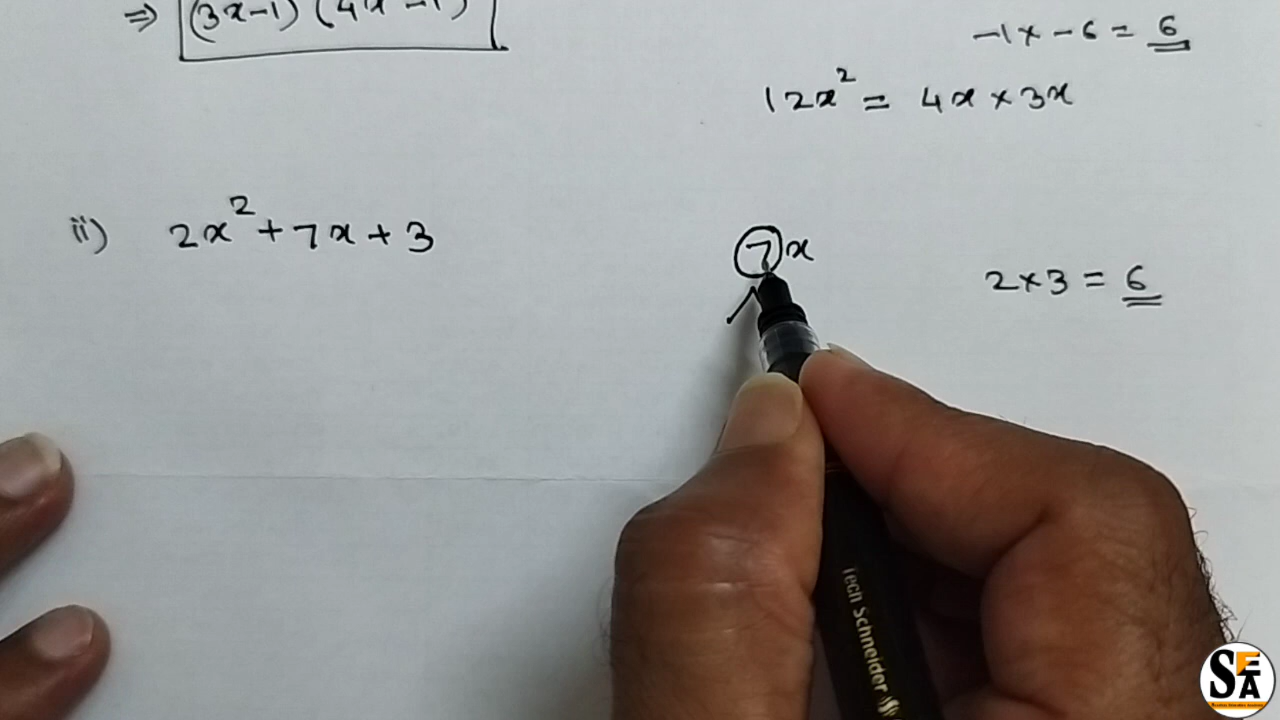 ⇒ (3x-1) (4x-1)
-1x-6 = 6
12x² = 4x × 3x
ii) 2x² + 7x + 3
7x
2×3 = 6
Tech Schneider
SFA